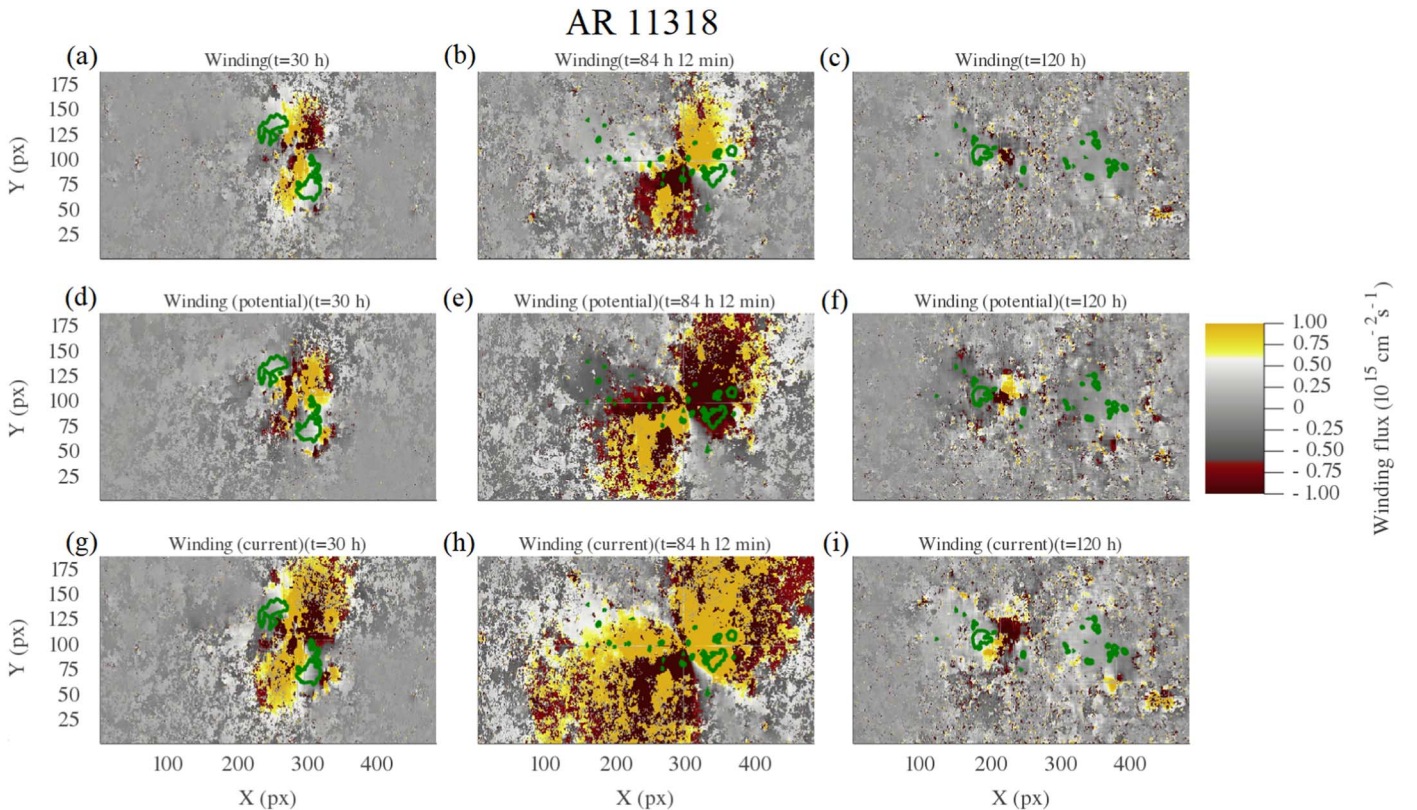 AR 11318
(a) Winding(t=30 h)
(b) Winding(t=84 h 12 min)
(c) Winding(t=120 h)
175
150
125
100
75
50
25
Y (px)
(d) Winding (potential)(t=30 h)
(e) Winding (potential)(t=84 h 12 min)
(f) Winding (potential)(t=120 h)
175
150
125
100
75
50
25
Y (px)
1.00
0.75
0.50
0.25
0
- 0.25
- 0.50
- 0.75
- 1.00
Winding flux (10^15 cm^-2 s^-1)
(g) Winding (current)(t=30 h)
(h) Winding (current)(t=84 h 12 min)
(i) Winding (current)(t=120 h)
175
150
125
100
75
50
25
Y (px)
100 200 300 400
100 200 300 400
100 200 300 400
X (px)
X (px)
X (px)